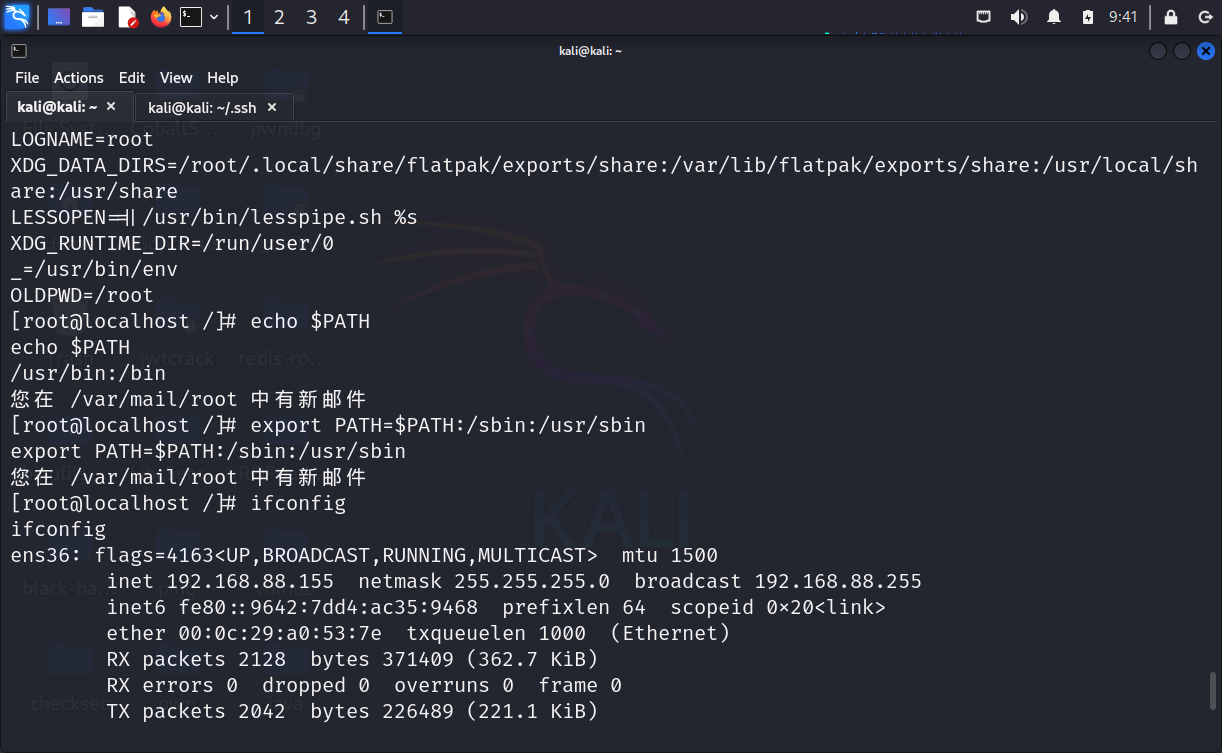 1 2 3 4
9:41
kali@kali: ~
File Actions Edit View Help
kali@kali: ~ × kali@kali: ~/.ssh ×
LOGNAME=root
XDG_DATA_DIRS=/root/.local/share/flatpak/exports/share:/var/lib/flatpak/exports/share:/usr/local/sh
are:/usr/share
LESSOPEN=||/usr/bin/lesspipe.sh %s
XDG_RUNTIME_DIR=/run/user/0
_=/usr/bin/env
OLDPWD=/root
[root@localhost /]# echo $PATH
echo $PATH
/usr/bin:/bin
您在 /var/mail/root 中有新邮件
[root@localhost /]# export PATH=$PATH:/sbin:/usr/sbin
export PATH=$PATH:/sbin:/usr/sbin
您在 /var/mail/root 中有新邮件
[root@localhost /]# ifconfig
ifconfig
ens36: flags=4163<UP,BROADCAST,RUNNING,MULTICAST>  mtu 1500
        inet 192.168.88.155  netmask 255.255.255.0  broadcast 192.168.88.255
        inet6 fe80::9642:7dd4:ac35:9468  prefixlen 64  scopeid 0x20<link>
        ether 00:0c:29:a0:53:7e  txqueuelen 1000  (Ethernet)
        RX packets 2128  bytes 371409 (362.7 KiB)
        RX errors 0  dropped 0  overruns 0  frame 0
        TX packets 2042  bytes 226489 (221.1 KiB)
KALI